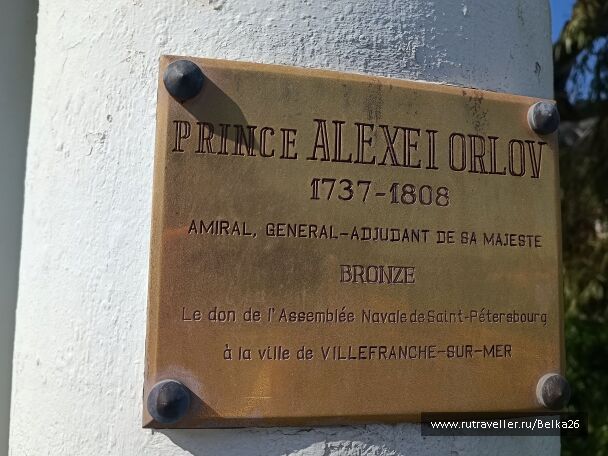 PRINCE ALEXEI ORLOV
1737-1808
AMIRAL, GENERAL-ADJUDANT DE SA MAJESTE
BRONZE
Le don de l'Assemblée Navale de Saint-Pétersbourg
à la ville de VILLEFRANCHE-SUR-MER
www.rutraveller.ru/Belka26